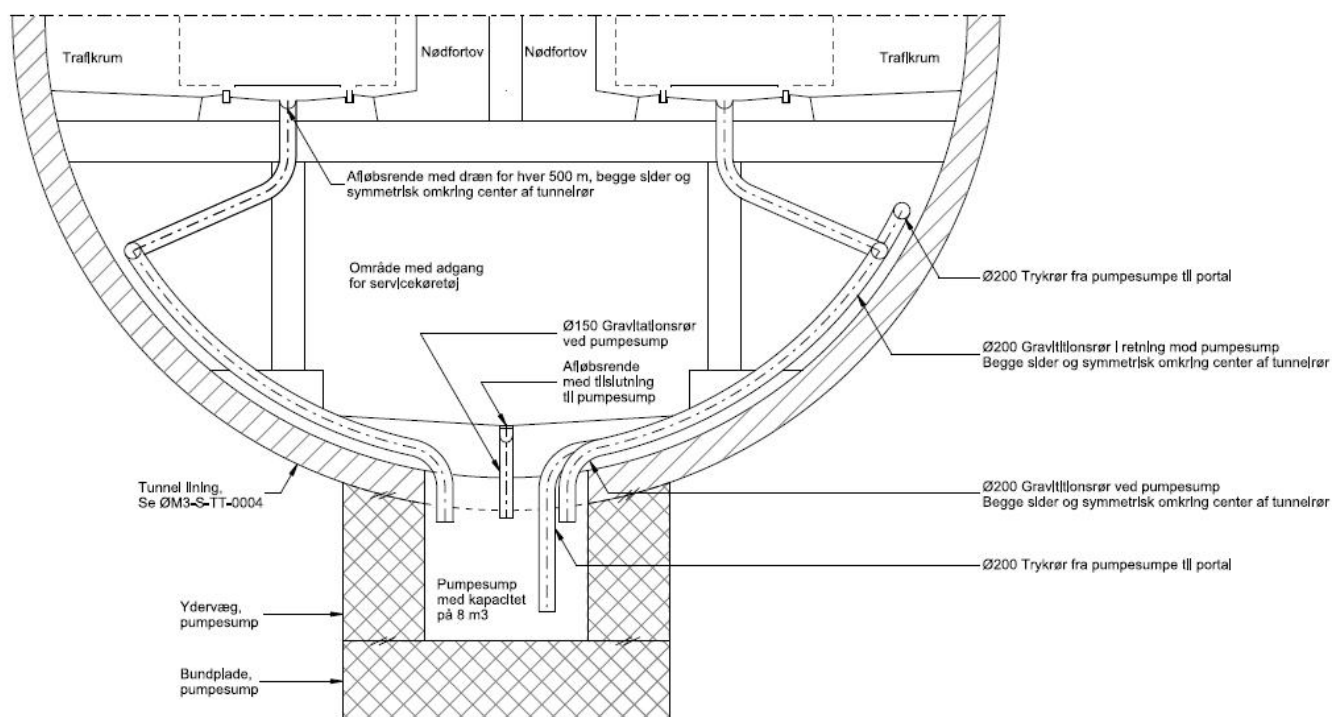 Trafikrum
Nødfortov
Nødfortov
Trafikrum
Afløbsrende med dræn for hver 500 m, begge sider og
symmetrisk omkring center af tunnelrør
Område med adgang
for servicekøretøj
Ø150 Gravitationsrør
ved pumpesump
Afløbsrende
med tilslutning
til pumpesump
Ø200 Trykrør fra pumpesumpe til portal
Ø200 Gravititionsrør i retning mod pumpesump
Begge sider og symmetrisk omkring center af tunnelrør
Tunnel lining,
Se ØM3-S-TT-0004
Ø200 Gravititionsrør ved pumpesump
Begge sider og symmetrisk omkring center af tunnelrør
Ø200 Trykrør fra pumpesumpe til portal
Pumpesump
med kapacitet
på 8 m3
Ydervæg,
pumpesump
Bundplade,
pumpesump